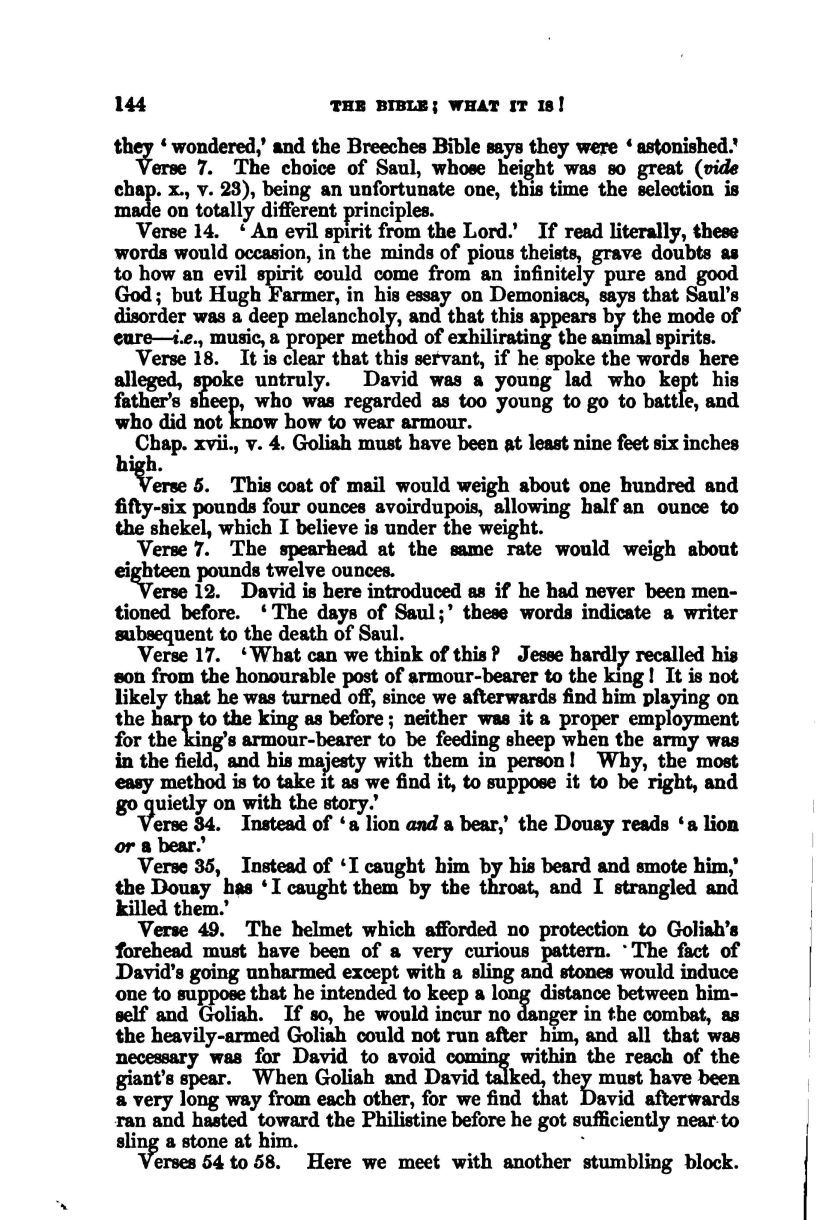 144 THE BIBLE; WHAT IT IS!
they ‘ wondered,’ and the Breeches Bible says they were ‘ astonished.’
Verse 7. The choice of Saul, whose height was so great (vide
chap. x., v. 23), being an unfortunate one, this time the selection is
made on totally different principles.
Verse 14. ‘ An evil spirit from the Lord.’ If read literally, these
words would occasion, in the minds of pious theists, grave doubts as
to how an evil spirit could come from an infinitely pure and good
God; but Hugh Farmer, in his essay on Demoniacs, says that Saul’s
disorder was a deep melancholy, and that this appears by the mode of
cure—i.e., music, a proper method of exhilirating the animal spirits.
Verse 18. It is clear that this servant, if he spoke the words here
alleged, spoke untruly. David was a young lad who kept his
father’s sheep, who was regarded as too young to go to battle, and
who did not know how to wear armour.
Chap. xvii., v. 4. Goliah must have been at least nine feet six inches
high.
Verse 5. This coat of mail would weigh about one hundred and
fifty-six pounds four ounces avoirdupois, allowing half an ounce to
the shekel, which I believe is under the weight.
Verse 7. The spearhead at the same rate would weigh about
eighteen pounds twelve ounces.
Verse 12. David is here introduced as if he had never been men-
tioned before. ‘ The days of Saul;’ these words indicate a writer
subsequent to the death of Saul.
Verse 17. ‘ What can we think of this? Jesse hardly recalled his
son from the honourable post of armour-bearer to the king! It is not
likely that he was turned off, since we afterwards find him playing on
the harp to the king as before; neither was it a proper employment
for the king’s armour-bearer to be feeding sheep when the army was
in the field, and his majesty with them in person! Why, the most
easy method is to take it as we find it, to suppose it to be right, and
go quietly on with the story.’
Verse 34. Instead of ‘ a lion and a bear,’ the Douay reads ‘ a lion
or a bear.’
Verse 35, Instead of ‘ I caught him by his beard and smote him,’
the Douay has ‘ I caught them by the throat, and I strangled and
killed them.’
Verse 49. The helmet which afforded no protection to Goliah’s
forehead must have been of a very curious pattern. The fact of
David’s going unharmed except with a sling and stones would induce
one to suppose that he intended to keep a long distance between him-
self and Goliah. If so, he would incur no danger in the combat, as
the heavily-armed Goliah could not run after him, and all that was
necessary was for David to avoid coming within the reach of the
giant’s spear. When Goliah and David talked, they must have been
a very long way from each other, for we find that David afterwards
ran and hasted toward the Philistine before he got sufficiently near to
sling a stone at him.
Verses 54 to 58. Here we meet with another stumbling block.